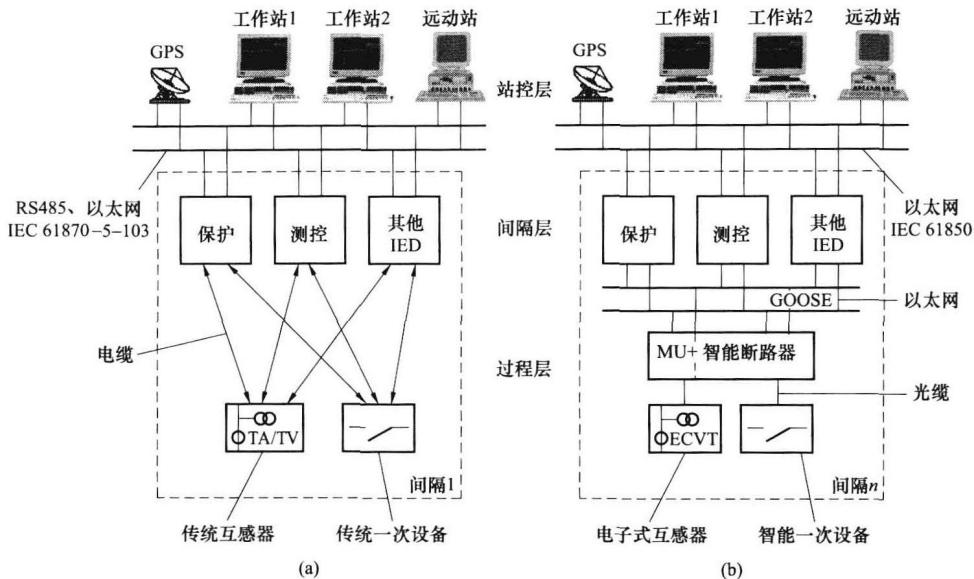 工作站1
工作站2
远动站
GPS
RS485、以太网
IEC 61870-5-103
保护
测控
其他
IED
电缆
TA/TV
间隔1
传统互感器
传统一次设备
(a)
站控层
间隔层
过程层
工作站1
工作站2
远动站
GPS
以太网
IEC 61850
保护
测控
其他
IED
GOOSE
以太网
MU+智能断路器
光缆
ECVT
间隔n
电子式互感器
智能一次设备
(b)